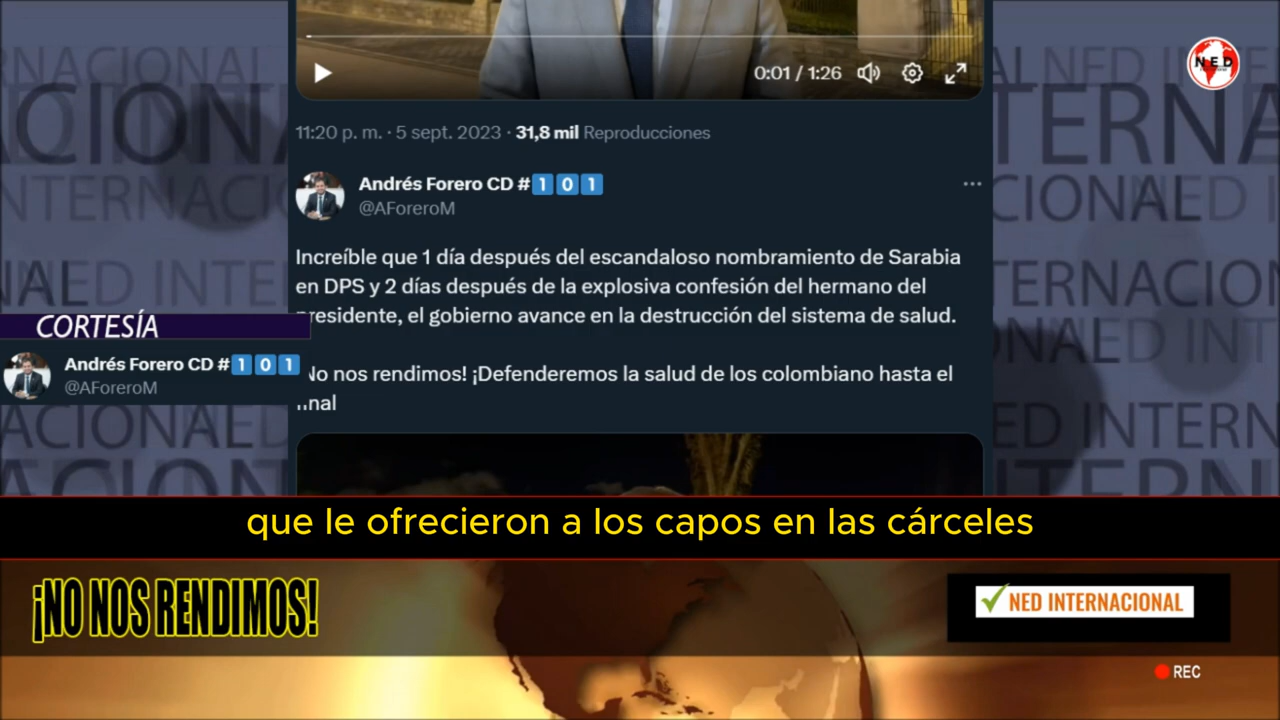 0:01 / 1:26
NED
11:20 p. m. · 5 sept. 2023 · 31,8 mil Reproducciones
Andrés Forero CD #101
@AForeroM
Increíble que 1 día después del escandaloso nombramiento de Sarabia
en DPS y 2 días después de la explosiva confesión del hermano del
residente, el gobierno avance en la destrucción del sistema de salud.
No nos rendimos! ¡Defenderemos la salud de los colombiano hasta el
nal
CORTESÍA
Andrés Forero CD #101
@AForeroM
que le ofrecieron a los capos en las cárceles
¡NO NOS RENDIMOS!
NED INTERNACIONAL
REC